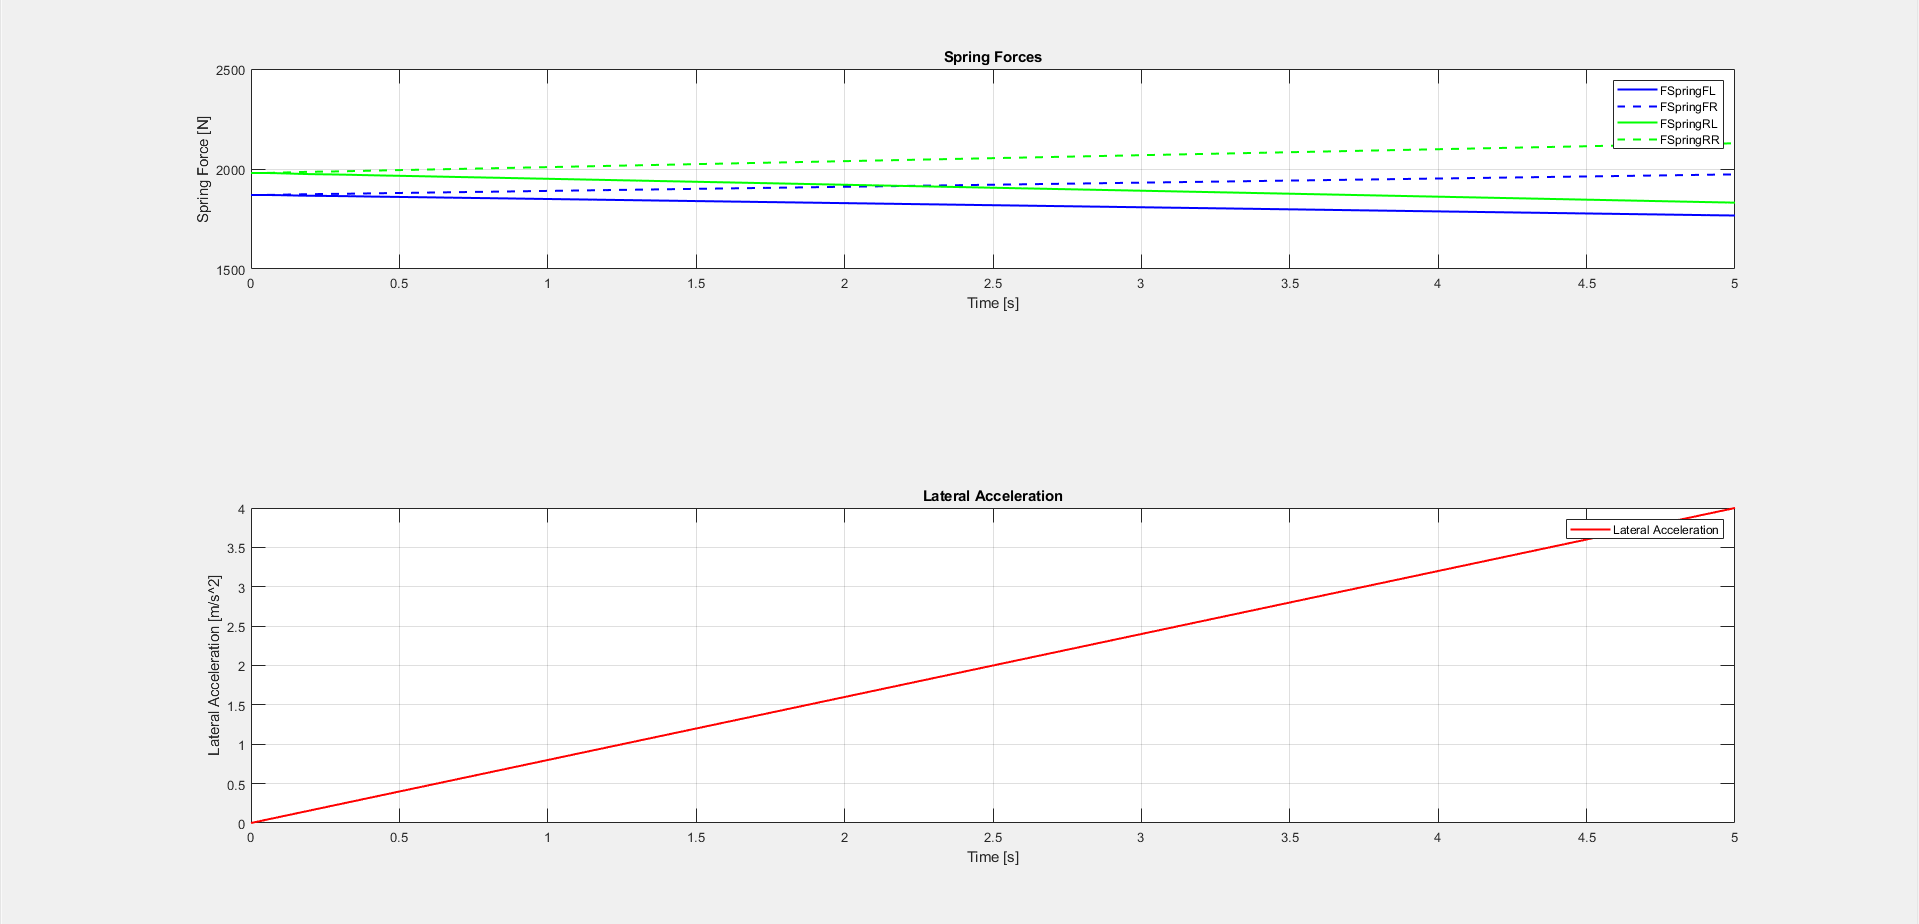 Spring Forces
Spring Force [N]
2500
2000
1500
FSpringFL
FSpringFR
FSpringRL
FSpringRR
0 0.5 1 1.5 2 2.5 3 3.5 4 4.5 5
Time [s]
Lateral Acceleration
Lateral Acceleration [m/s^2]
4
3.5
3
2.5
2
1.5
1
0.5
0
Lateral Acceleration
0 0.5 1 1.5 2 2.5 3 3.5 4 4.5 5
Time [s]